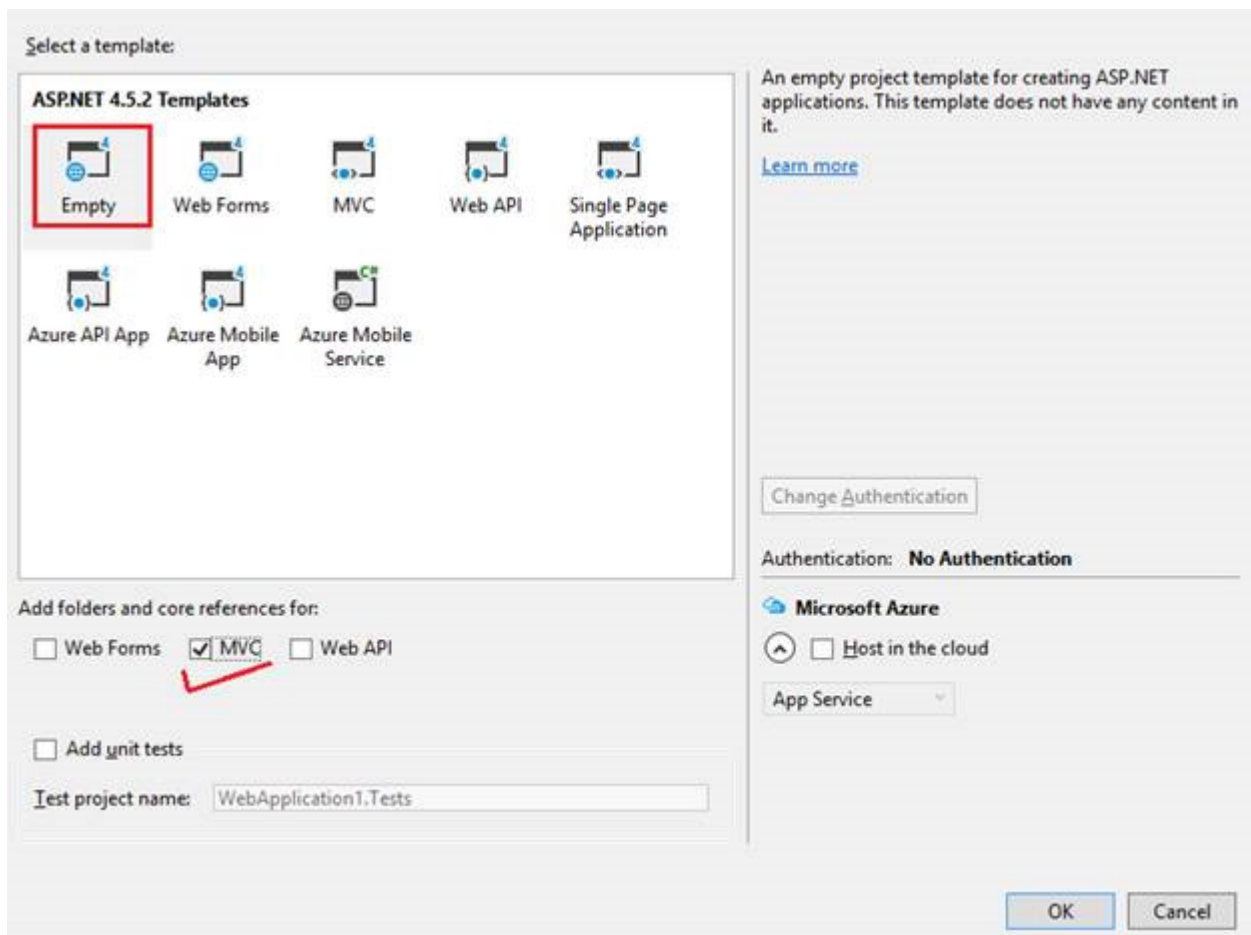 Select a template:
ASP.NET 4.5.2 Templates
Empty
Web Forms
MVC
Web API
Single Page
Application
Azure API App
Azure Mobile
App
Azure Mobile
Service
An empty project template for creating ASP.NET
applications. This template does not have any content in
it.
Learn more
Change Authentication
Authentication: No Authentication
Microsoft Azure
Host in the cloud
App Service
Add folders and core references for:
Web Forms MVC Web API
Add unit tests
Test project name: WebApplication1.Tests
OK Cancel